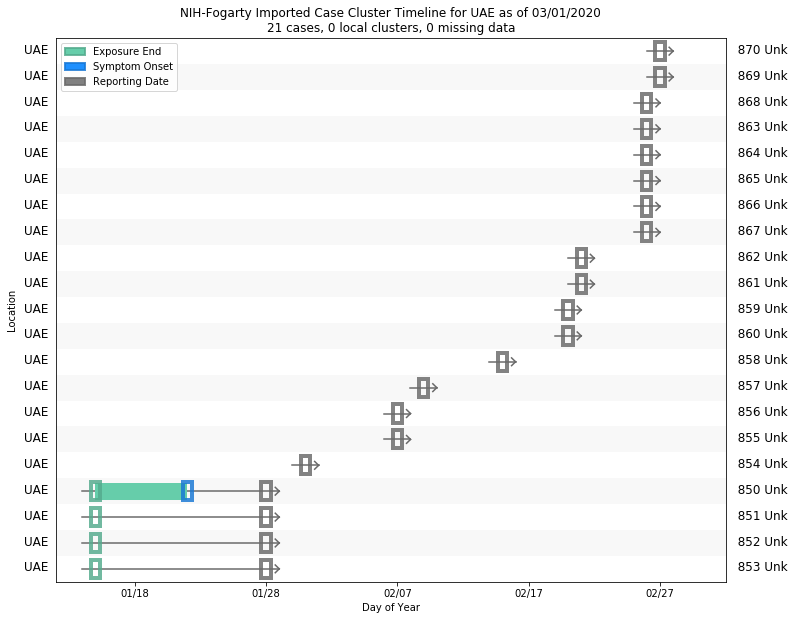 NIH-Fogarty Imported Case Cluster Timeline for UAE as of 03/01/2020
21 cases, 0 local clusters, 0 missing data
Exposure End
Symptom Onset
Reporting Date
UAE 870 Unk
UAE 869 Unk
UAE 868 Unk
UAE 863 Unk
UAE 864 Unk
UAE 865 Unk
UAE 866 Unk
UAE 867 Unk
UAE 862 Unk
UAE 861 Unk
UAE 859 Unk
UAE 860 Unk
UAE 858 Unk
UAE 857 Unk
UAE 856 Unk
UAE 855 Unk
UAE 854 Unk
UAE 850 Unk
UAE 851 Unk
UAE 852 Unk
UAE 853 Unk
Location
01/18 01/28 02/07 02/17 02/27
Day of Year